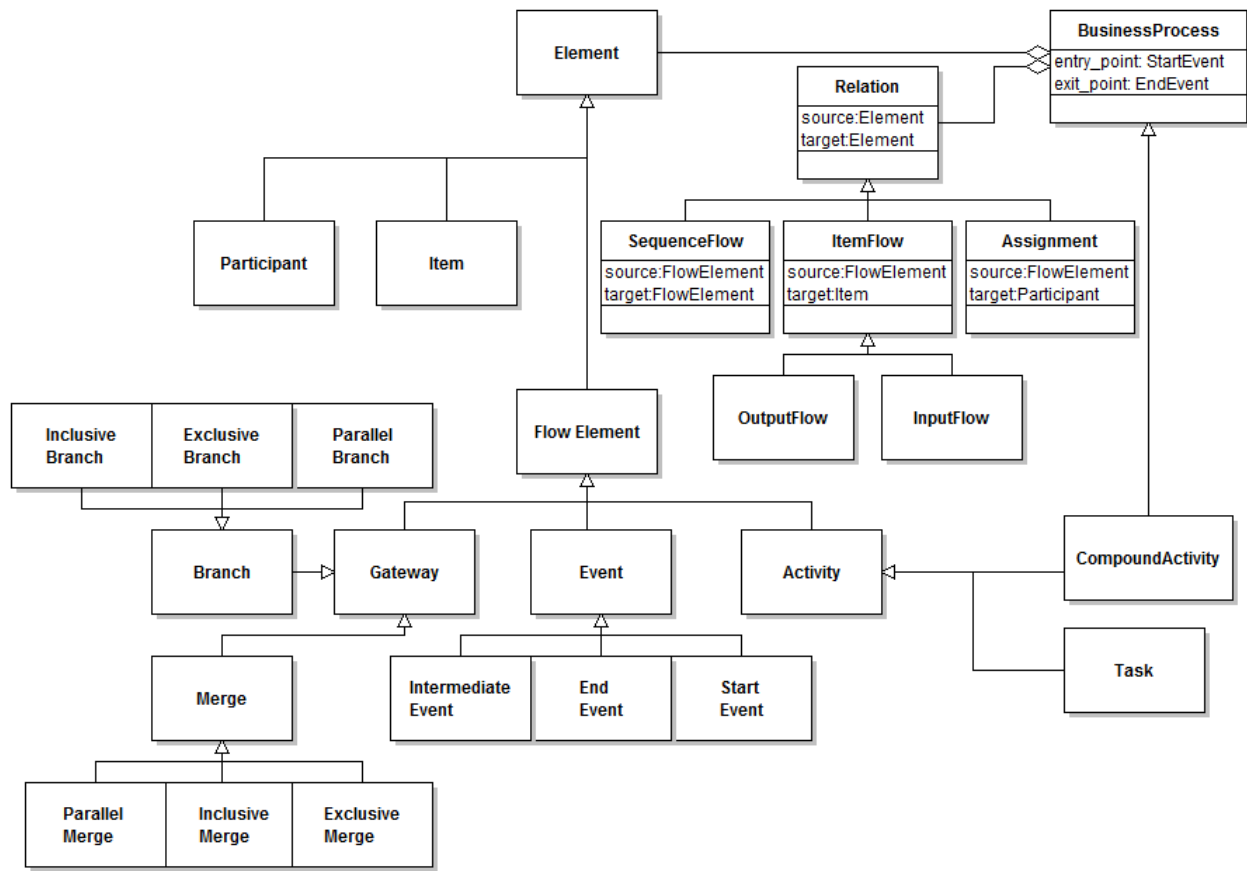 Element
BusinessProcess
entry_point: StartEvent
exit_point: EndEvent
Relation
source:Element
target:Element
Participant
Item
SequenceFlow
source:FlowElement
target:FlowElement
ItemFlow
source:FlowElement
target:Item
Assignment
source:FlowElement
target:Participant
OutputFlow
InputFlow
Flow Element
Inclusive
Branch
Exclusive
Branch
Parallel
Branch
Branch
Gateway
Event
Activity
CompoundActivity
Merge
Intermediate
Event
End
Event
Start
Event
Task
Parallel
Merge
Inclusive
Merge
Exclusive
Merge